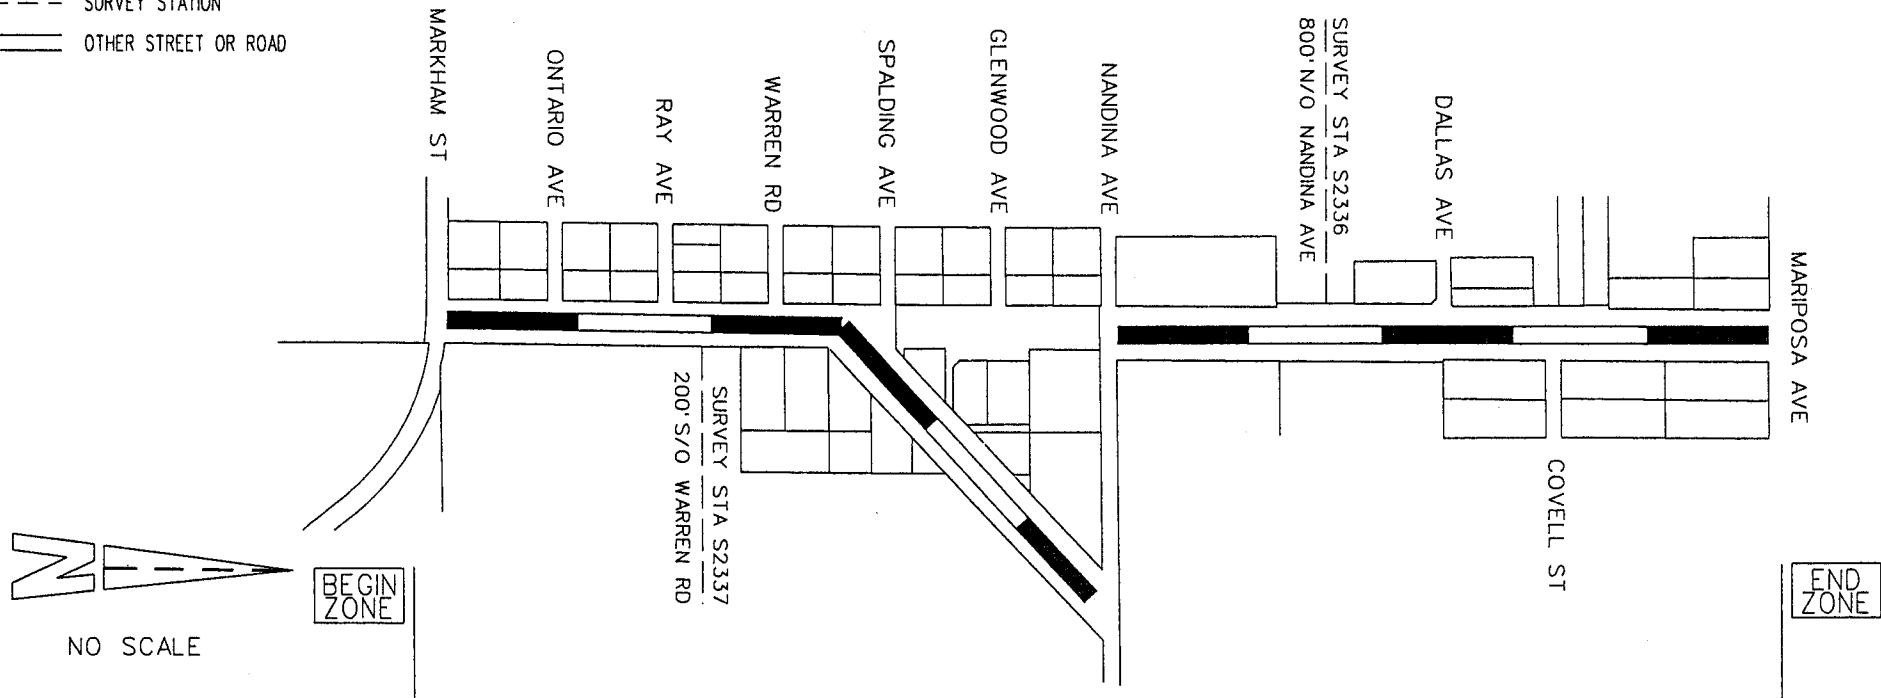 SURVEY STATION
OTHER STREET OR ROAD
MARKHAM ST
ONTARIO AVE
RAY AVE
WARREN RD
SPALDING AVE
GLENWOOD AVE
NANDINA AVE
SURVEY STA S2336
800' N/O NANDINA AVE
DALLAS AVE
MARIPOSA AVE
SURVEY STA S2337
200' S/O WARREN RD
COVELL ST
N
NO SCALE
BEGIN
ZONE
END
ZONE